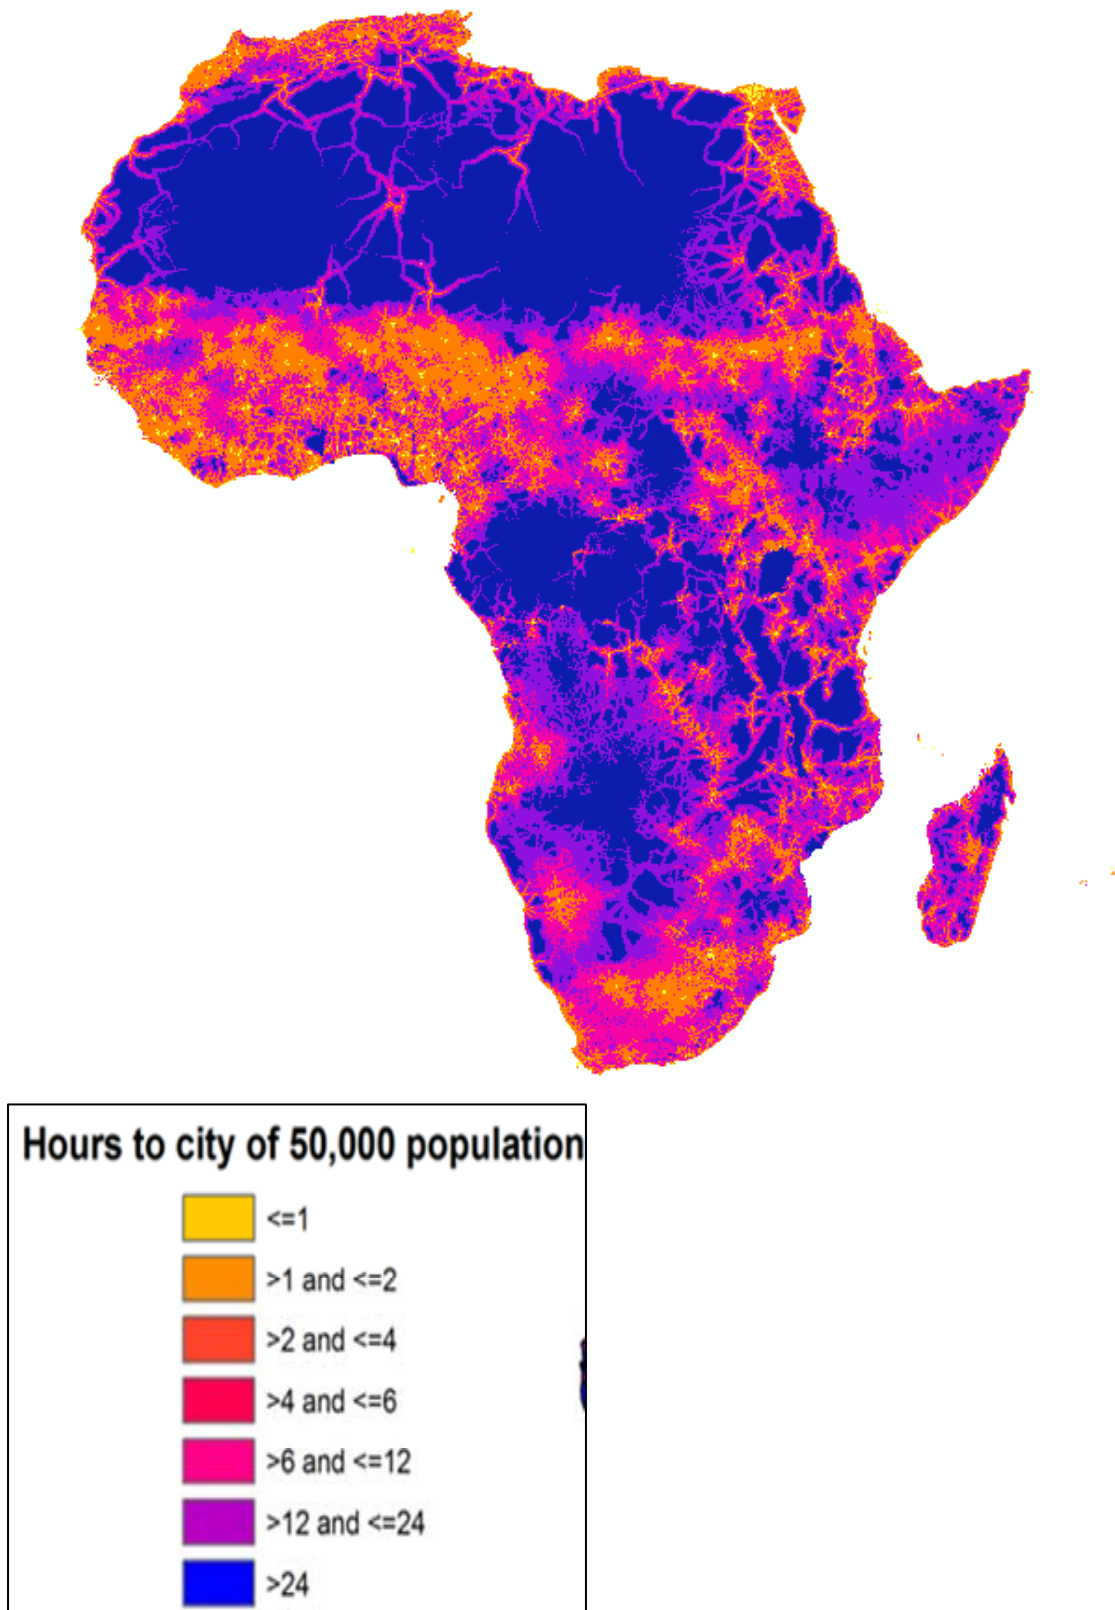 Hours to city of 50,000 population
<=1
>1 and <=2
>2 and <=4
>4 and <=6
>6 and <=12
>12 and <=24
>24